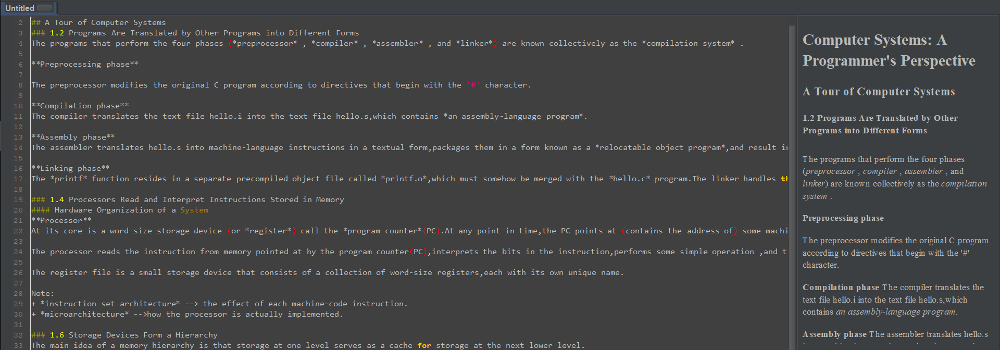 Untitled
2 ## A Tour of Computer Systems
3 ### 1.2 Programs Are Translated by Other Programs into Different Forms
4 The programs that perform the four phases (*preprocessor* , *compiler* , *assembler* , and *linker*) are known collectively as the *compilation system* .
5
6 **Preprocessing phase**
7
8 The preprocessor modifies the original C program according to directives that begin with the '#' character.
9
10 **Compilation phase**
11 The compiler translates the text file hello.i into the text file hello.s,which contains *an assembly-language program*.
12
13 **Assembly phase**
14 The assembler translates hello.s into machine-language instructions in a textual form,packages them in a form known as a *relocatable object program*,and result in
15
16 **Linking phase**
17 The *printf* function resides in a separate precompiled object file called *printf.o*,which must somehow be merged with the *hello.c* program.The linker handles th
18
19 ### 1.4 Processors Read and Interpret Instructions Stored in Memory
20 #### Hardware Organization of a System
21 **Processor**
22 At its core is a word-size storage device (or *register*) call the *program counter*(PC).At any point in time,the PC points at (contains the address of) some machi
23
24 The processor reads the instruction from memory pointed at by the program counter(PC),interprets the bits in the instruction,performs some simple operation ,and t
25
26 The register file is a small storage device that consists of a collection of word-size registers,each with its own unique name.
27
28 Note:
29 + *instruction set architecture* --> the effect of each machine-code instruction.
30 + *microarchitecture* -->how the processor is actually implemented.
31
32 ### 1.6 Storage Devices Form a Hierarchy
33 The main idea of a memory hierarchy is that storage at one level serves as a cache for storage at the next lower level.
Computer Systems: A
Programmer's Perspective
A Tour of Computer Systems
1.2 Programs Are Translated by Other
Programs into Different Forms
The programs that perform the four phases
(preprocessor , compiler , assembler , and
linker) are known collectively as the compilation
system .
Preprocessing phase
The preprocessor modifies the original C program
according to directives that begin with the '#'
character.
Compilation phase The compiler translates the
text file hello.i into the text file hello.s,which
contains an assembly-language program.
Assembly phase The assembler translates hello.s